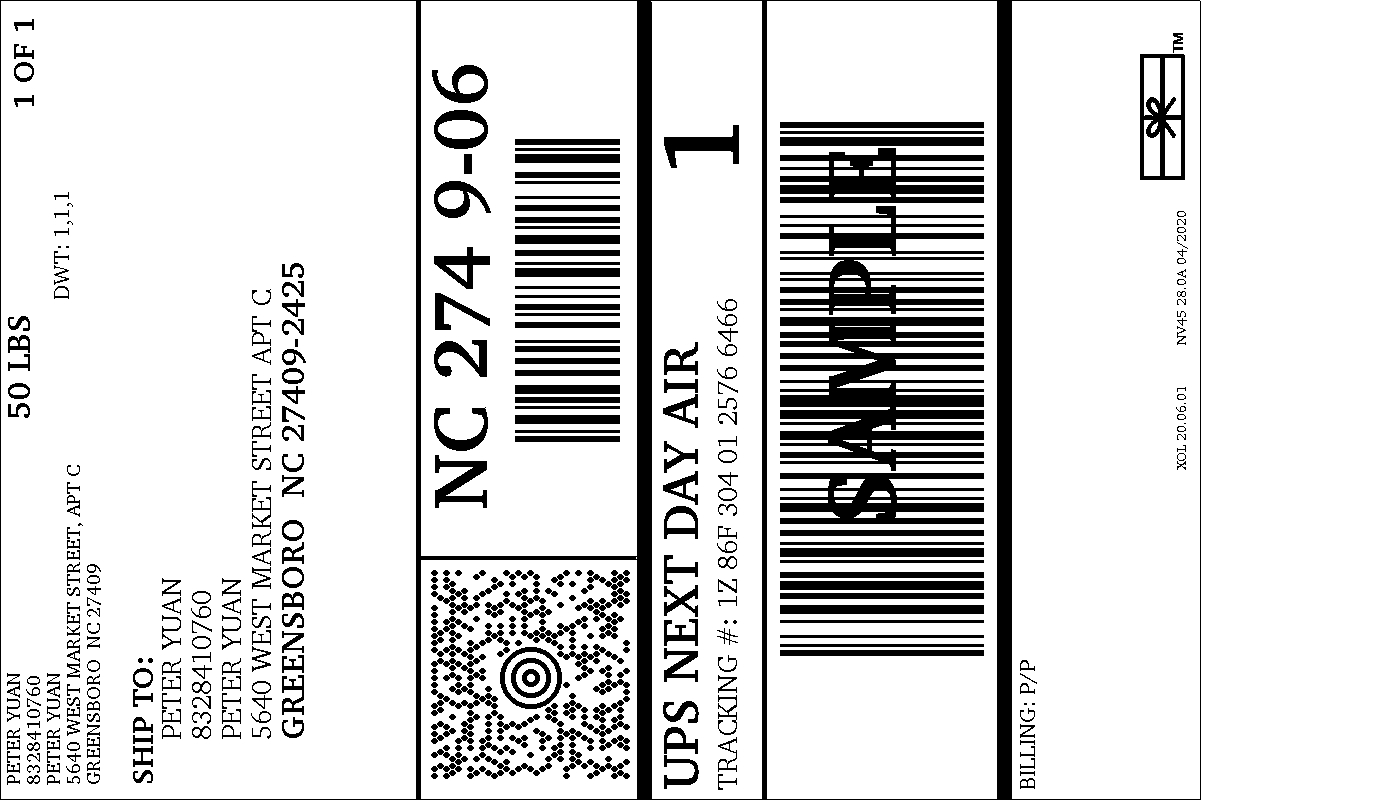 PETER YUAN
8328410760
PETER YUAN
5640 WEST MARKET STREET, APT C
GREENSBORO NC 27409
50 LBS
1 OF 1
DWT: 1,1,1
SHIP TO:
PETER YUAN
8328410760
PETER YUAN
5640 WEST MARKET STREET APT C
GREENSBORO NC 27409-2425
NC 274 9-06
UPS NEXT DAY AIR
1
TRACKING #: 1Z 86F 304 01 2576 6466
SAMPLE
BILLING: P/P
XOL 20.06.01
NV45 28.0A 04/2020
TM